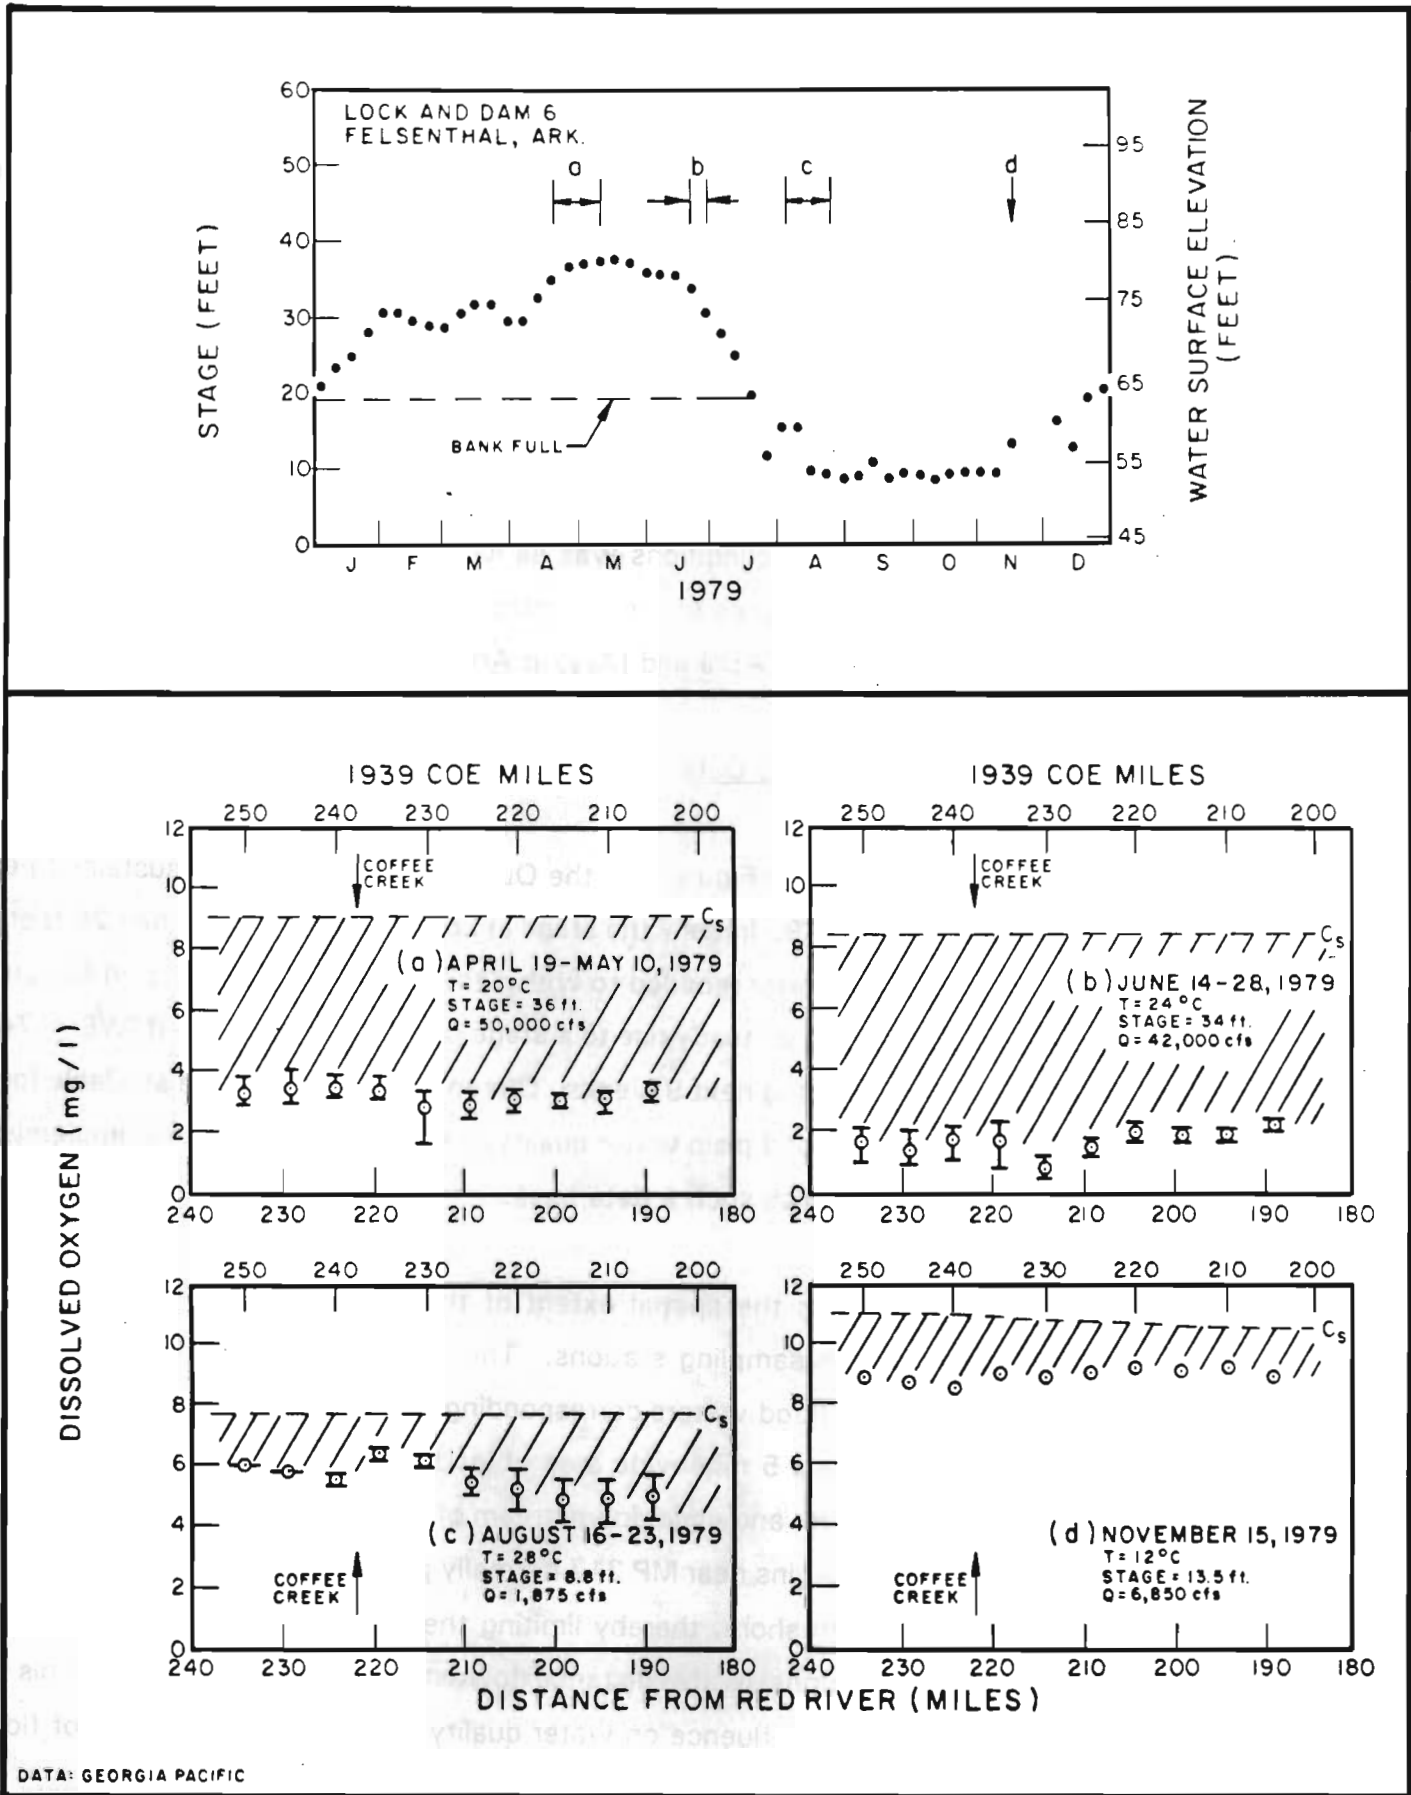 LOCK AND DAM 6
FELSENTHAL, ARK.
STAGE (FEET)
60
50
40
30
20
10
0
a
b
c
d
BANK FULL
95
85
75
65
55
45
WATER SURFACE ELEVATION
(FEET)
J F M A M J J A S O N D
1979
DISSOLVED OXYGEN (mg/l)
1939 COE MILES
250 240 230 220 210 200
12
10
8
6
4
2
0
COFFEE
CREEK
Cs
(a) APRIL 19-MAY 10, 1979
T= 20°C
STAGE= 36 ft.
Q= 50,000 cfs
240 230 220 210 200 190 180
1939 COE MILES
250 240 230 220 210 200
12
10
8
6
4
2
0
COFFEE
CREEK
Cs
(b) JUNE 14-28, 1979
T= 24°C
STAGE= 34 ft.
Q= 42,000 cfs
240 230 220 210 200 190 180
250 240 230 220 210 200
12
10
8
6
4
2
0
Cs
(c) AUGUST 16-23, 1979
T= 28°C
STAGE= 8.8 ft.
Q= 1,875 cfs
COFFEE
CREEK
240 230 220 210 200 190 180
250 240 230 220 210 200
12
10
8
6
4
2
0
Cs
(d) NOVEMBER 15, 1979
T= 12°C
STAGE= 13.5 ft.
Q= 6,850 cfs
COFFEE
CREEK
240 230 220 210 200 190 180
DISTANCE FROM RED RIVER (MILES)
DATA: GEORGIA PACIFIC